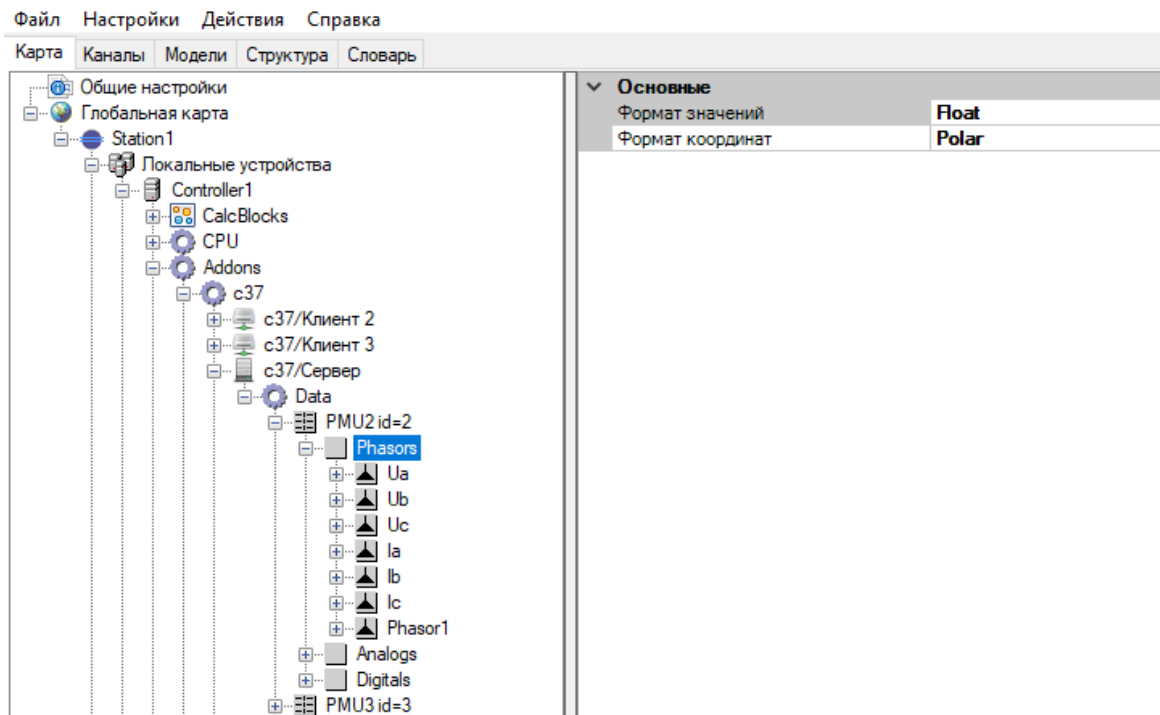 Файл Настройки Действия Справка
Карта Каналы Модели Структура Словарь
Общие настройки
Глобальная карта
Station1
Локальные устройства
Controller1
CalcBlocks
CPU
Addons
c37
c37/Клиент 2
c37/Клиент 3
c37/Сервер
Data
PMU2 id=2
Phasors
Ua
Ub
Uc
Ia
Ib
Ic
Phasor1
Analogs
Digitals
PMU3 id=3
Основные
Формат значений Float
Формат координат Polar